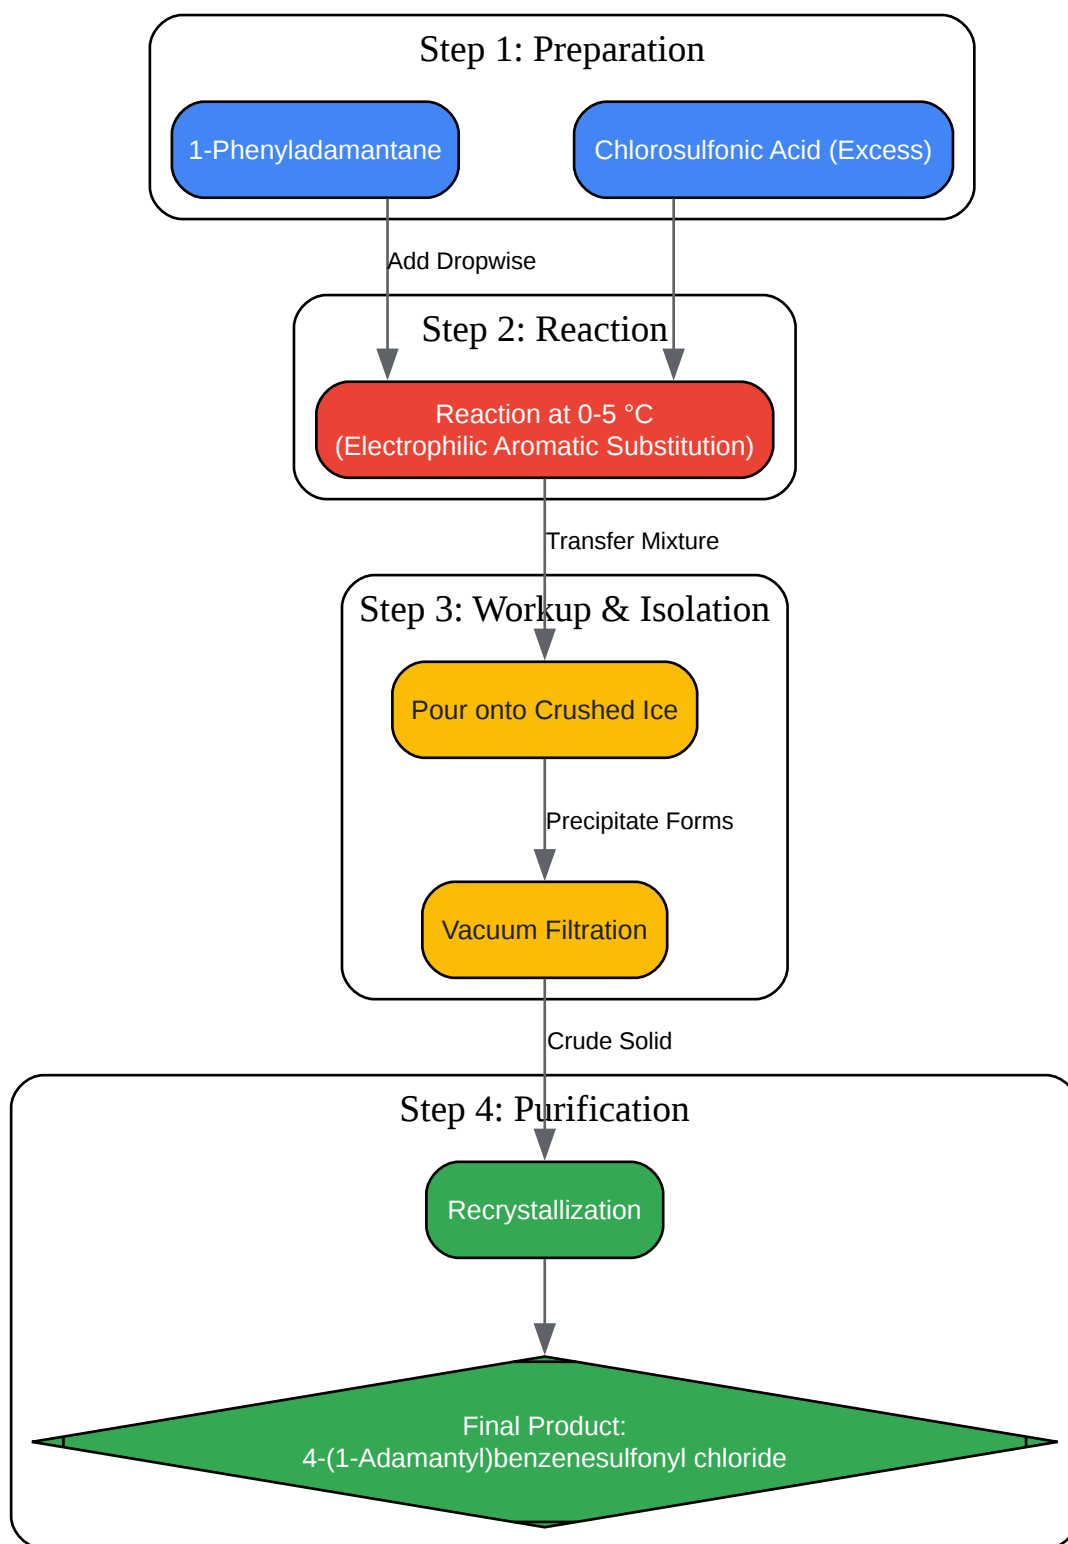 Step 1: Preparation
1-Phenyladamantane
Chlorosulfonic Acid (Excess)
Add Dropwise
Step 2: Reaction
Reaction at 0-5 °C
(Electrophilic Aromatic Substitution)
Transfer Mixture
Step 3: Workup & Isolation
Pour onto Crushed Ice
Precipitate Forms
Vacuum Filtration
Crude Solid
Step 4: Purification
Recrystallization
Final Product:
4-(1-Adamantyl)benzenesulfonyl chloride